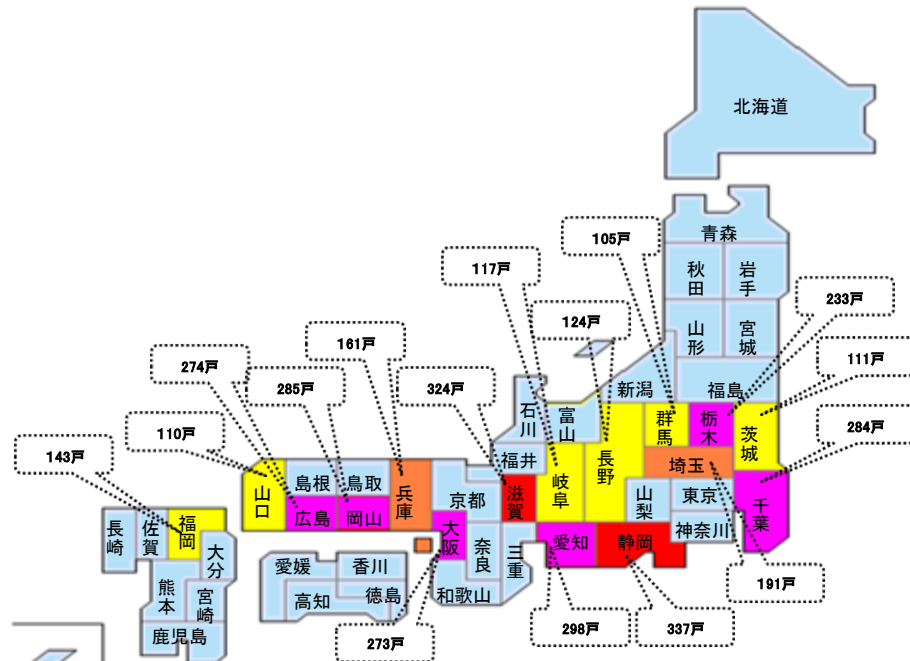 北海道
青森
秋田
岩手
山形
宮城
新潟
福島
105戸
117戸
124戸
233戸
111戸
284戸
161戸
274戸
285戸
324戸
110戸
143戸
石川
富山
福井
群馬
栃木
茨城
埼玉
千葉
長野
岐阜
山梨
東京
神奈川
滋賀
京都
兵庫
鳥取
島根
岡山
広島
山口
大阪
奈良
三重
愛知
静岡
和歌山
愛媛
香川
高知
徳島
長崎
佐賀
福岡
大分
熊本
宮崎
鹿児島
273戸
298戸
337戸
191戸